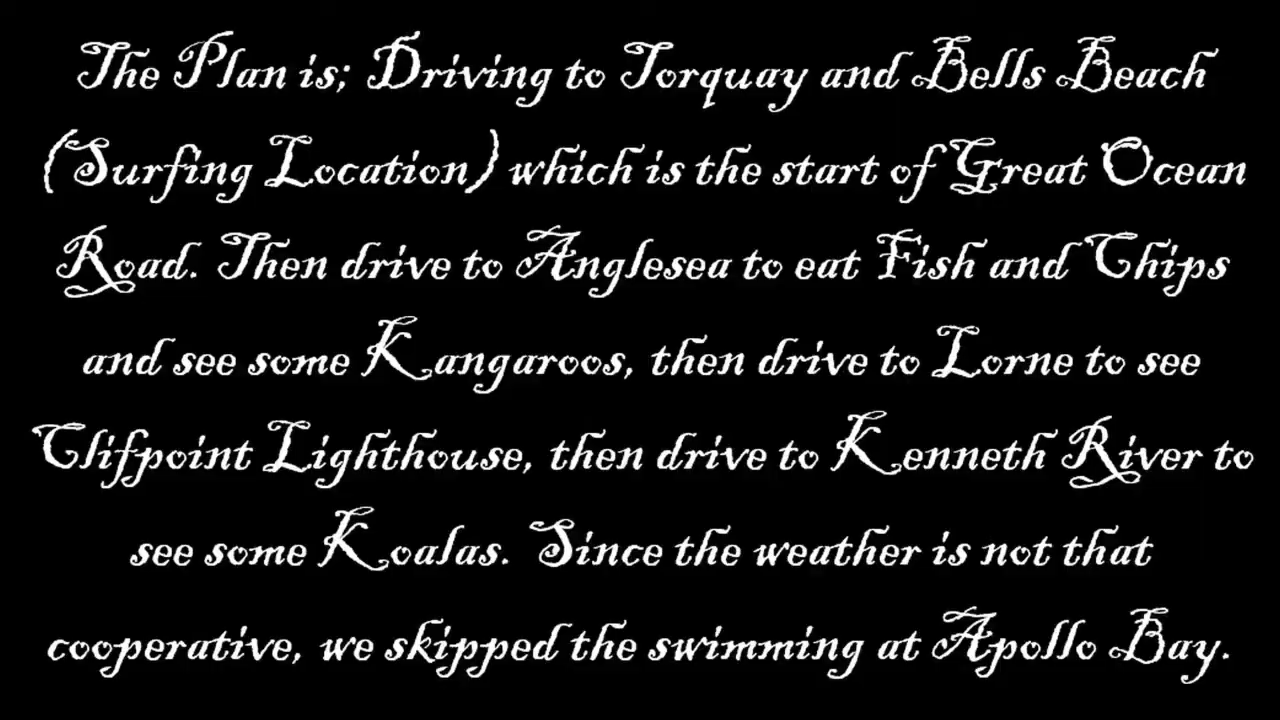 The Plan is; Driving to Torquay and Bells Beach
(Surfing Location) which is the start of Great Ocean
Road. Then drive to Anglesea to eat Fish and Chips
and see some Kangaroos, then drive to Lorne to see
Clifpoint Lighthouse, then drive to Kenneth River to
see some Koalas. Since the weather is not that
cooperative, we skipped the swimming at Apollo Bay.